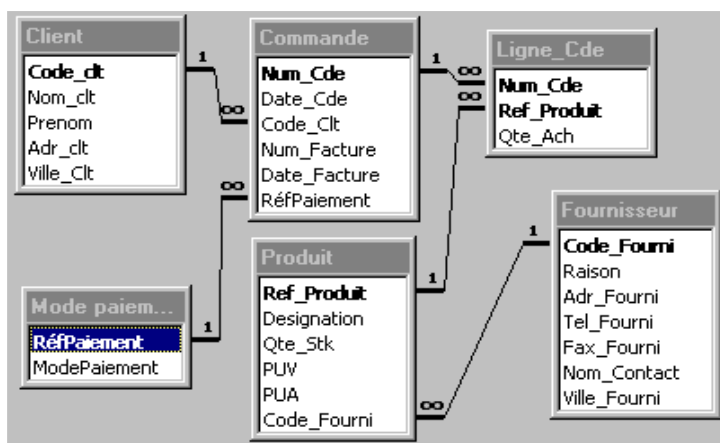 Client
Code_clt
Nom_clt
Prenom
Adr_clt
Ville_Clt
1
∞
Commande
Num_Cde
Date_Cde
Code_Clt
Num_Facture
Date_Facture
RéfPaiement
1
∞
∞
Ligne_Cde
Num_Cde
Ref_Produit
Qte_Ach
∞
Mode paiem...
RéfPaiement
ModePaiement
1
Produit
Ref_Produit
Designation
Qte_Stk
PUV
PUA
Code_Fourni
1
∞
1
Fournisseur
Code_Fourni
Raison
Adr_Fourni
Tel_Fourni
Fax_Fourni
Nom_Contact
Ville_Fourni